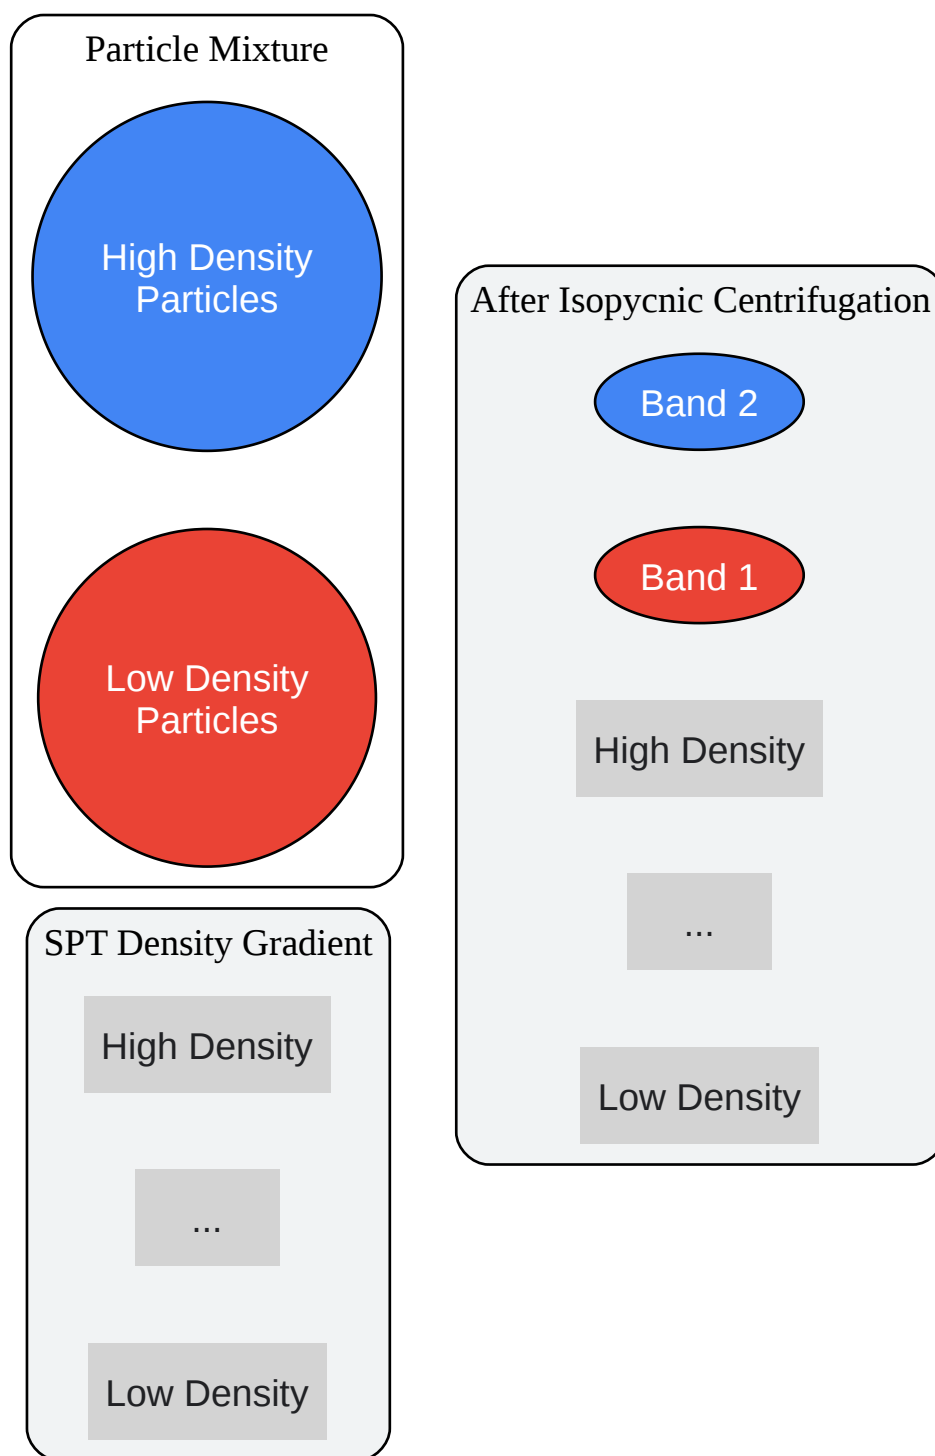 Particle Mixture
High Density
Particles
Low Density
Particles
SPT Density Gradient
High Density
...
Low Density
After Isopycnic Centrifugation
Band 2
Band 1
High Density
...
Low Density